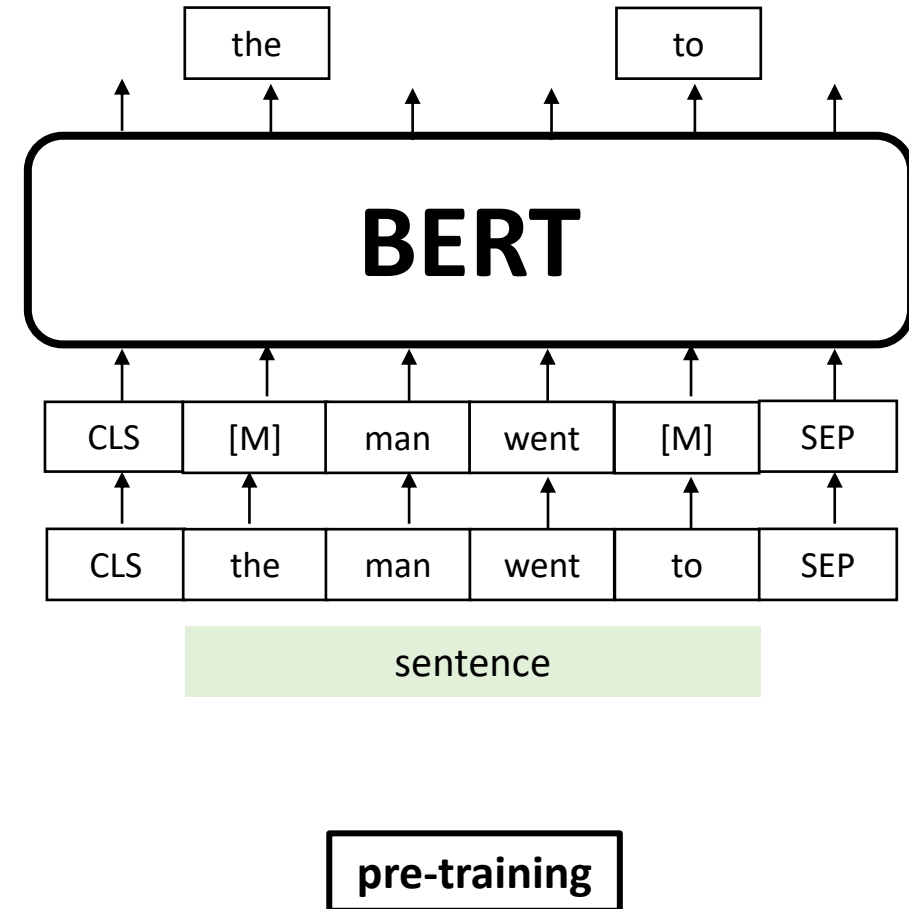 the to
BERT
CLS [M] man went [M] SEP
CLS the man went to SEP
sentence
pre-training